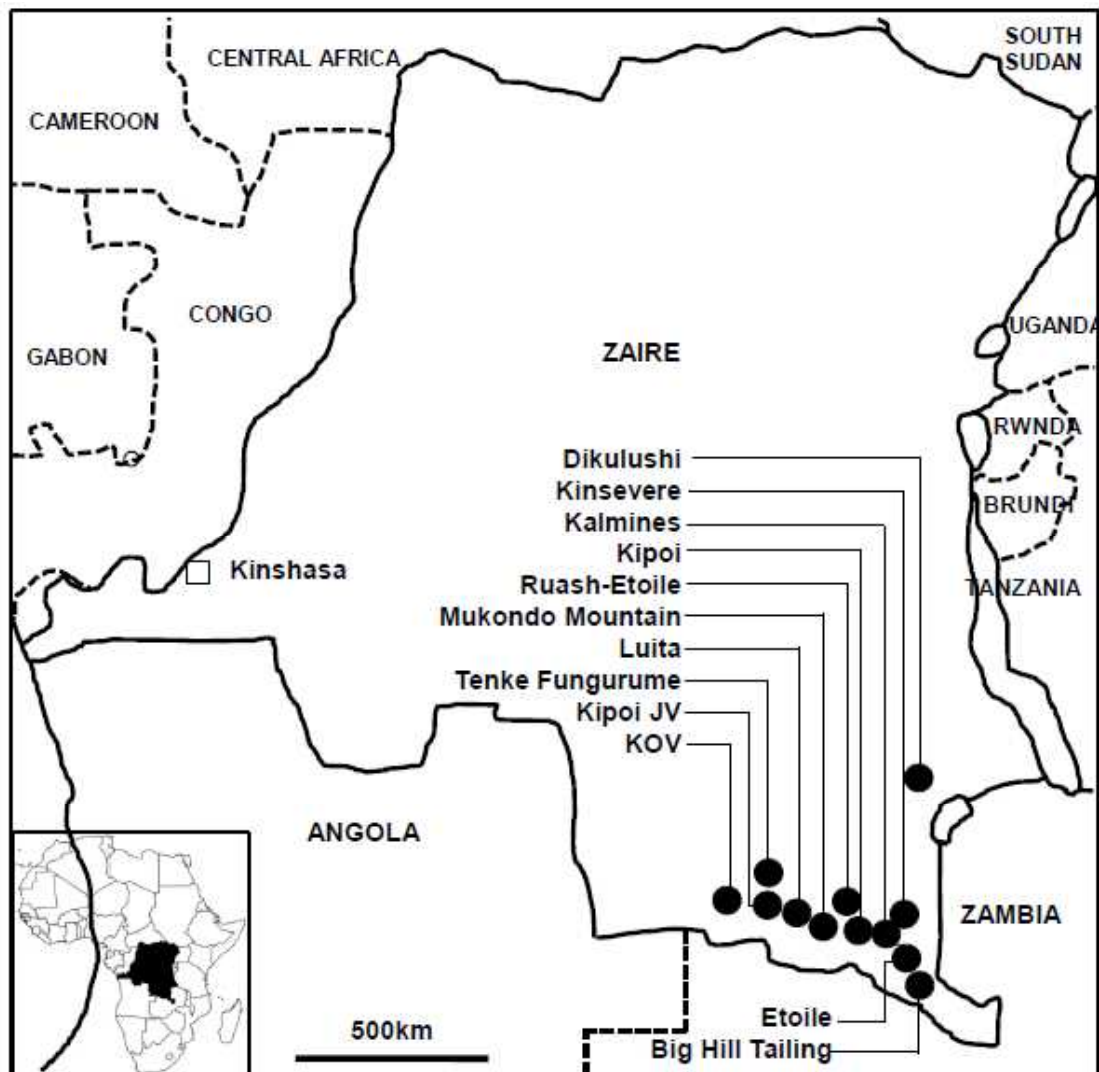 SOUTH
SUDAN
CENTRAL AFRICA
CAMEROON
CONGO
UGANDA
ZAIRE
GABON
RWNDA
Dikulushi
Kinsevere
BRUNDI
Kalmines
Kipoi
Kinshasa
Ruash-Etoile
TANZANIA
Mukondo Mountain
Luita
Tenke Fungurume
Kipoi JV
KOV
ANGOLA
ZAMBIA
Etoile
500km
Big Hill Tailing